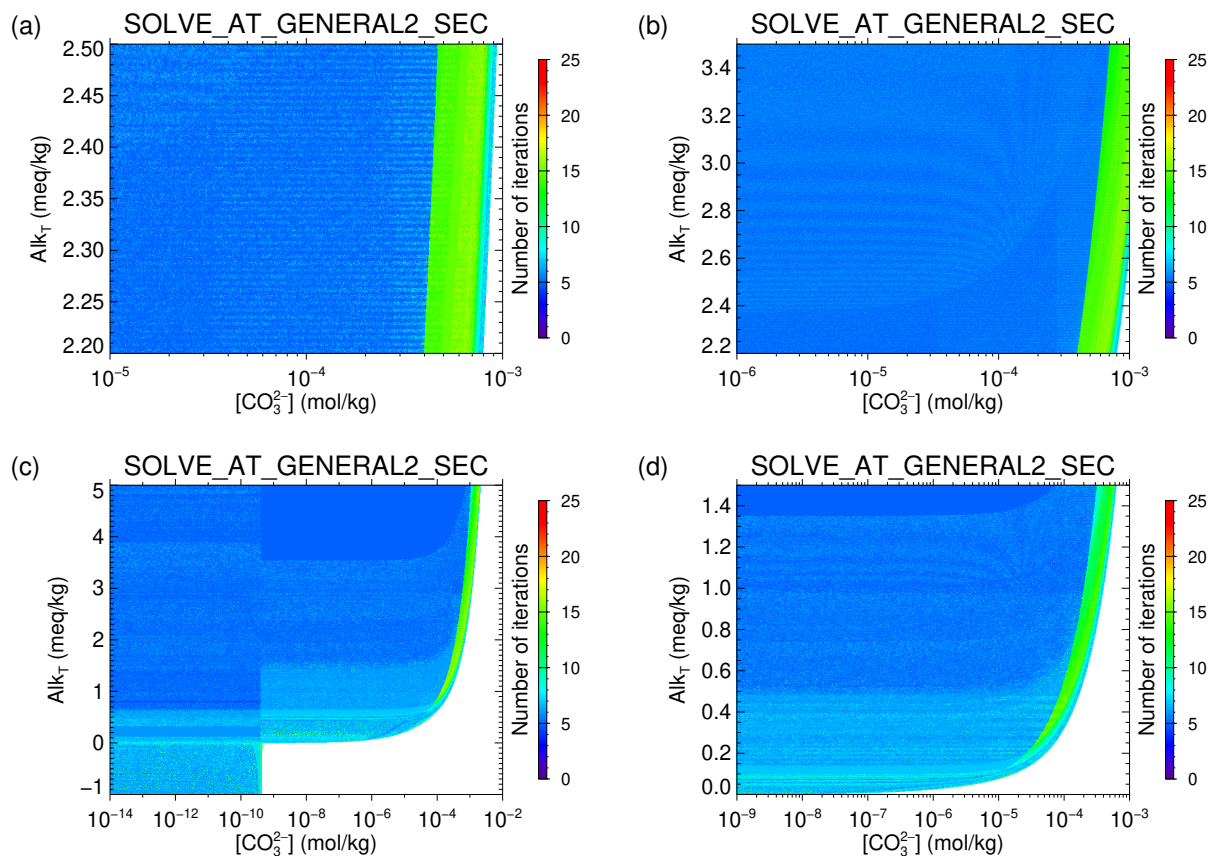 (a) SOLVE_AT_GENERAL2_SEC
Alk_T (meq/kg)
2.50
2.45
2.40
2.35
2.30
2.25
2.20
10^−5 10^−4 10^−3
[CO_3^2−] (mol/kg)
Number of iterations
25
20
15
10
5
0
(b) SOLVE_AT_GENERAL2_SEC
Alk_T (meq/kg)
3.4
3.2
3.0
2.8
2.6
2.4
2.2
10^−6 10^−5 10^−4 10^−3
[CO_3^2−] (mol/kg)
Number of iterations
25
20
15
10
5
0
(c) SOLVE_AT_GENERAL2_SEC
Alk_T (meq/kg)
5
4
3
2
1
0
−1
10^−14 10^−12 10^−10 10^−8 10^−6 10^−4 10^−2
[CO_3^2−] (mol/kg)
Number of iterations
25
20
15
10
5
0
(d) SOLVE_AT_GENERAL2_SEC
Alk_T (meq/kg)
1.4
1.2
1.0
0.8
0.6
0.4
0.2
0.0
10^−9 10^−8 10^−7 10^−6 10^−5 10^−4 10^−3
[CO_3^2−] (mol/kg)
Number of iterations
25
20
15
10
5
0